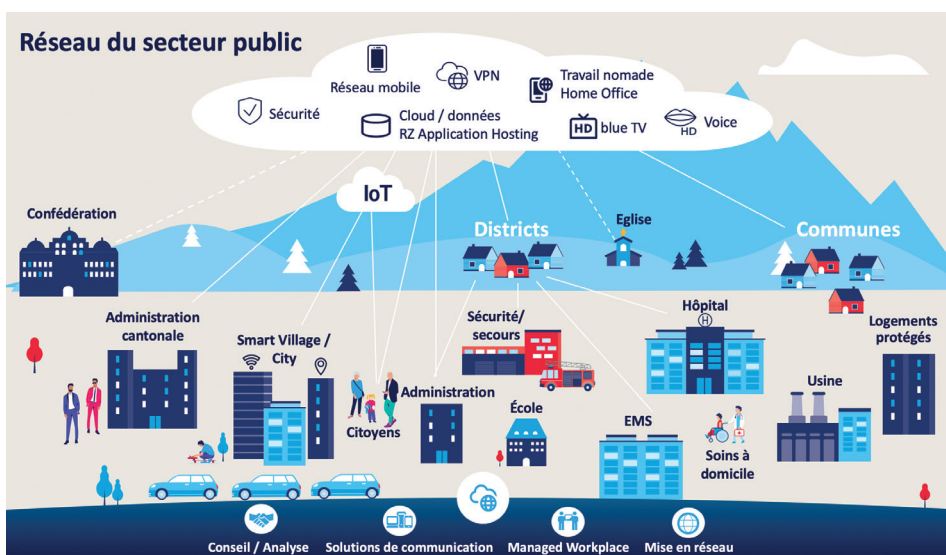 Réseau du secteur public
Réseau mobile
VPN
Travail nomade
Home Office
Sécurité
Cloud / données
RZ Application Hosting
HD
blue TV
HD
Voice
IoT
Confédération
Districts
Eglise
Communes
Administration
cantonale
Smart Village /
City
Sécurité/
secours
Hôpital
H
Logements
protégés
Citoyens
Administration
École
EMS
Soins à
domicile
Usine
Conseil / Analyse
Solutions de communication
Managed Workplace
Mise en réseau